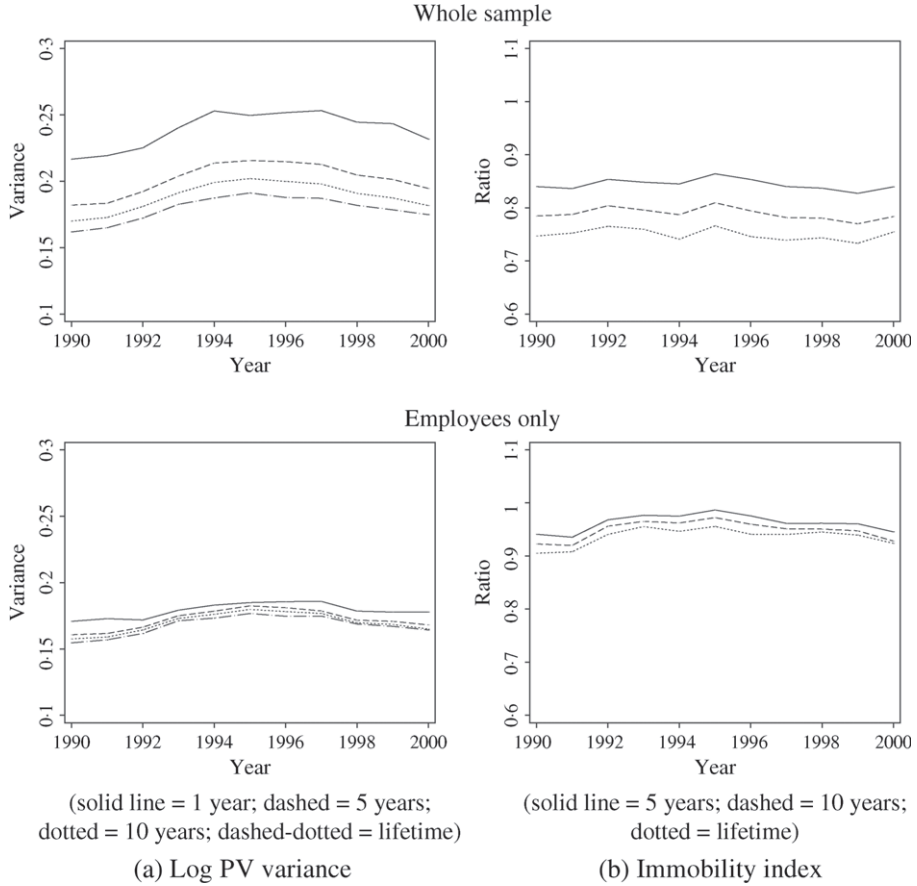 Whole sample
0·3
0·25
0·2
0·15
0·1
Variance
1990 1992 1994 1996 1998 2000
Year
1·1
1
0·9
0·8
0·7
0·6
Ratio
1990 1992 1994 1996 1998 2000
Year
Employees only
0·3
0·25
0·2
0·15
0·1
Variance
1990 1992 1994 1996 1998 2000
Year
1·1
1
0·9
0·8
0·7
0·6
Ratio
1990 1992 1994 1996 1998 2000
Year
(solid line = 1 year; dashed = 5 years;
dotted = 10 years; dashed-dotted = lifetime)
(a) Log PV variance
(solid line = 5 years; dashed = 10 years;
dotted = lifetime)
(b) Immobility index